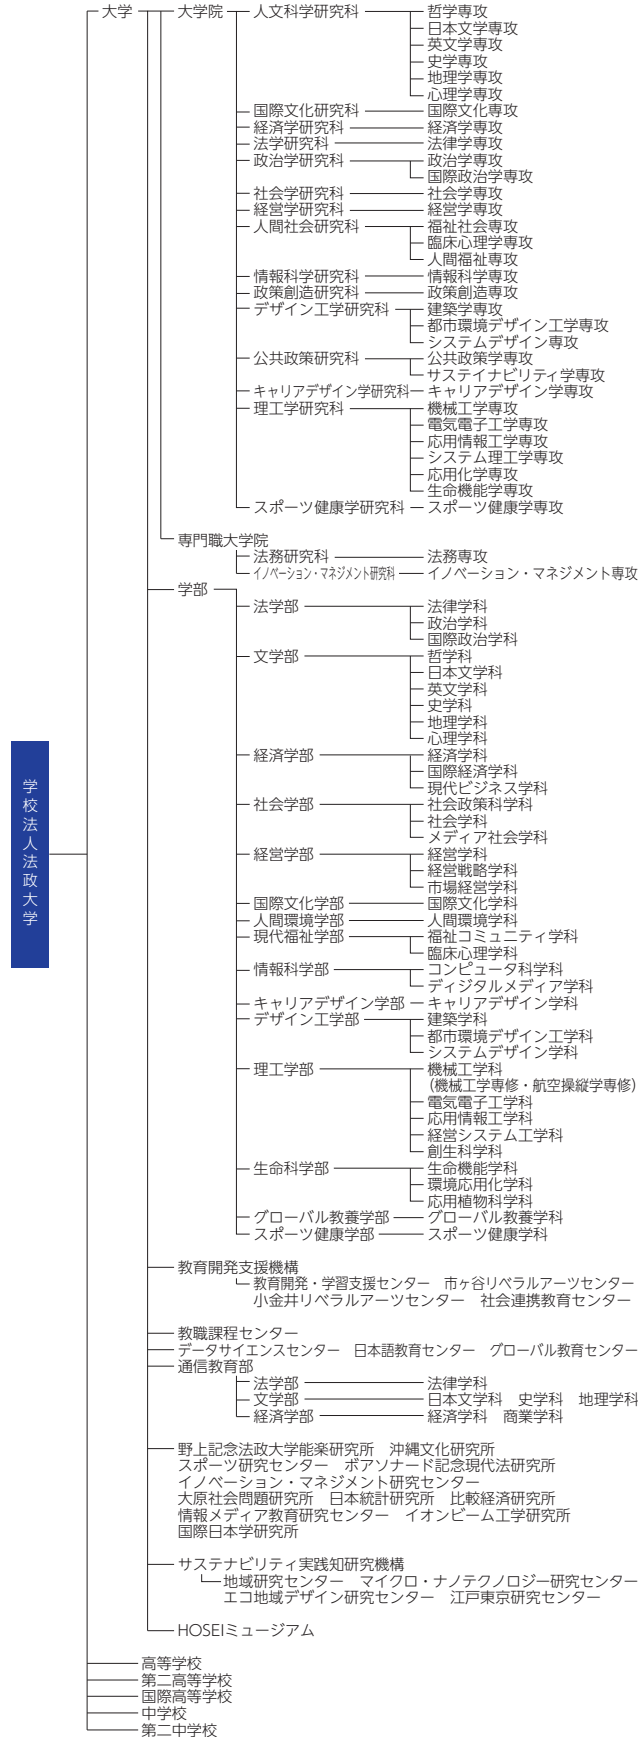 大学 大学院 人文科学研究科 哲学専攻
日本文学専攻
英文学専攻
史学専攻
地理学専攻
心理学専攻
国際文化研究科 国際文化専攻
経済学研究科 経済学専攻
法学研究科 法律学専攻
政治学研究科 政治学専攻
国際政治学専攻
社会学研究科 社会学専攻
経営学研究科 経営学専攻
人間社会研究科 福祉社会専攻
臨床心理学専攻
人間福祉専攻
情報科学研究科 情報科学専攻
政策創造研究科 政策創造専攻
デザイン工学研究科 建築学専攻
都市環境デザイン工学専攻
システムデザイン専攻
公共政策研究科 公共政策学専攻
サステイナビリティ学専攻
キャリアデザイン学研究科 キャリアデザイン学専攻
理工学研究科 機械工学専攻
電気電子工学専攻
応用情報工学専攻
システム理工学専攻
応用化学専攻
生命機能学専攻
スポーツ健康学研究科 スポーツ健康学専攻
専門職大学院
法務研究科 法務専攻
イノベーション・マネジメント研究科 イノベーション・マネジメント専攻
学部
法学部 法律学科
政治学科
国際政治学科
文学部 哲学科
日本文学科
英文学科
史学科
地理学科
心理学科
経済学部 経済学科
国際経済学科
現代ビジネス学科
社会学部 社会政策科学科
社会学科
メディア社会学科
経営学部 経営学科
経営戦略学科
市場経営学科
国際文化学部 国際文化学科
人間環境学部 人間環境学科
現代福祉学部 福祉コミュニティ学科
臨床心理学科
情報科学部 コンピュータ科学科
ディジタルメディア学科
キャリアデザイン学部 キャリアデザイン学科
デザイン工学部 建築学科
都市環境デザイン工学科
システムデザイン学科
理工学部 機械工学科
(機械工学専修・航空操縦学専修)
電気電子工学科
応用情報工学科
経営システム工学科
創生科学科
生命科学部 生命機能学科
環境応用化学科
応用植物科学科
グローバル教養学部 グローバル教養学科
スポーツ健康学部 スポーツ健康学科
学校法人法政大学
教育開発支援機構
教育開発・学習支援センター 市ヶ谷リベラルアーツセンター
小金井リベラルアーツセンター 社会連携教育センター
教職課程センター
データサイエンスセンター 日本語教育センター グローバル教育センター
通信教育部
法学部 法律学科
文学部 日本文学科 史学科 地理学科
経済学部 経済学科 商業学科
野上記念法政大学能楽研究所 沖縄文化研究所
スポーツ研究センター ボアソナード記念現代法研究所
イノベーション・マネジメント研究センター
大原社会問題研究所 日本統計研究所 比較経済研究所
情報メディア教育研究センター イオンビーム工学研究所
国際日本学研究所
サステナビリティ実践知研究機構
地域研究センター マイクロ・ナノテクノロジー研究センター
エコ地域デザイン研究センター 江戸東京研究センター
HOSEIミュージアム
高等学校
第二高等学校
国際高等学校
中学校
第二中学校